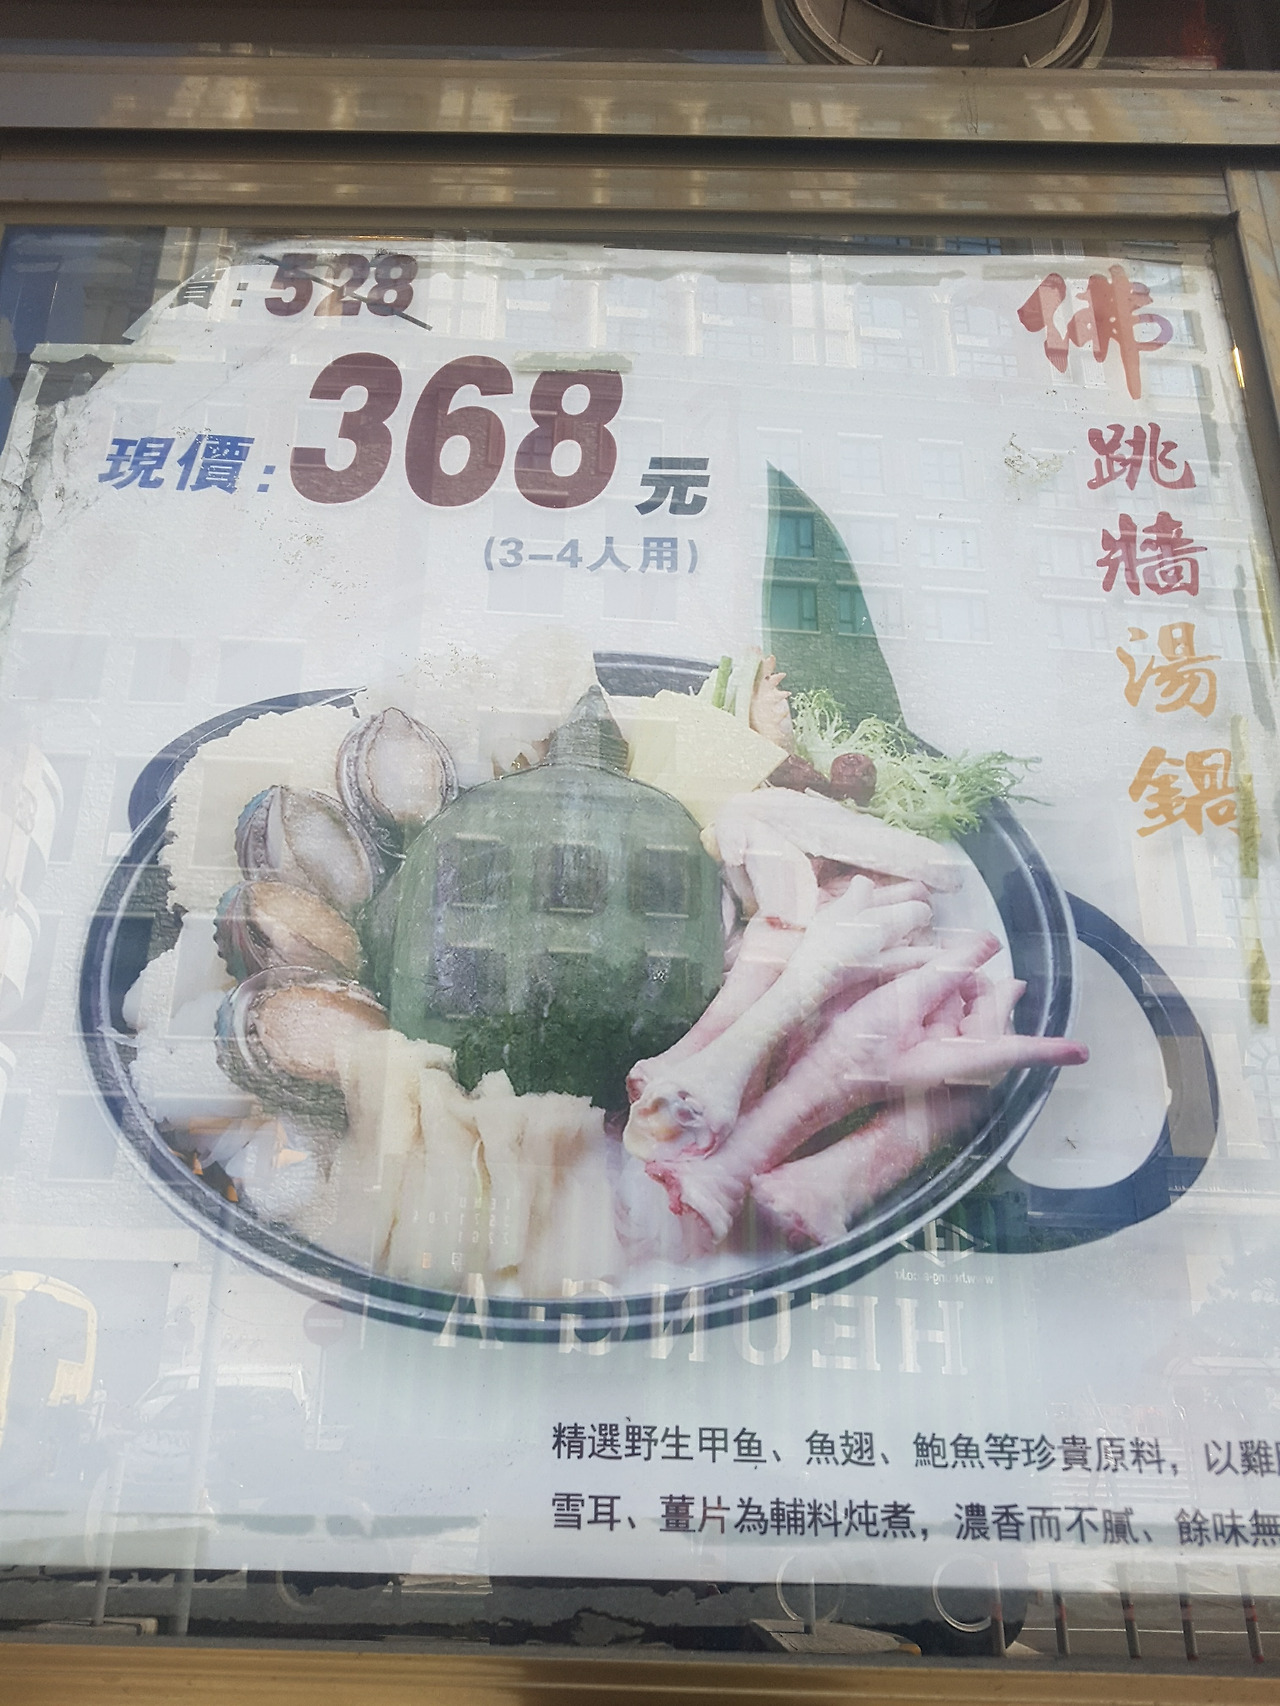 價：528
現價：368元
(3-4人用)
佛跳牆湯鍋
HEUNG-A
精選野生甲鱼、魚翅、鮑魚等珍貴原料，以雞
雪耳、薑片為輔料炖煮，濃香而不膩、餘味無